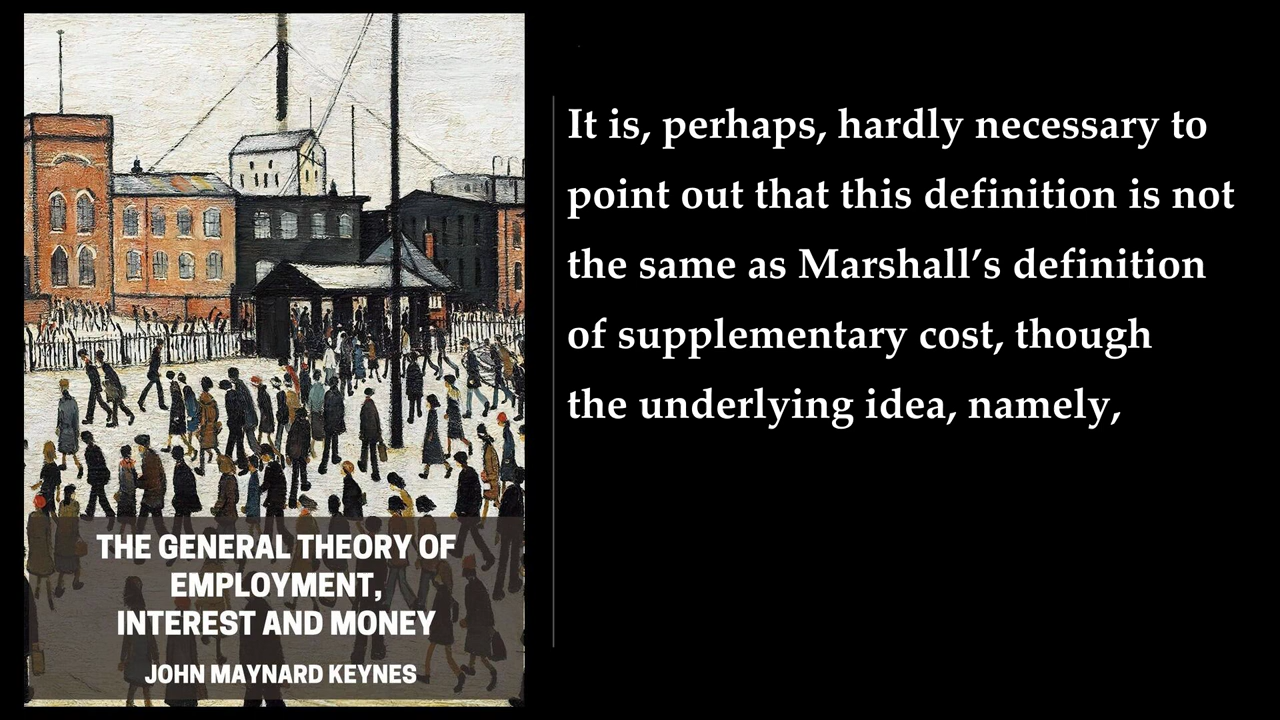 THE GENERAL THEORY OF
EMPLOYMENT,
INTEREST AND MONEY
JOHN MAYNARD KEYNES
It is, perhaps, hardly necessary to
point out that this definition is not
the same as Marshall’s definition
of supplementary cost, though
the underlying idea, namely,